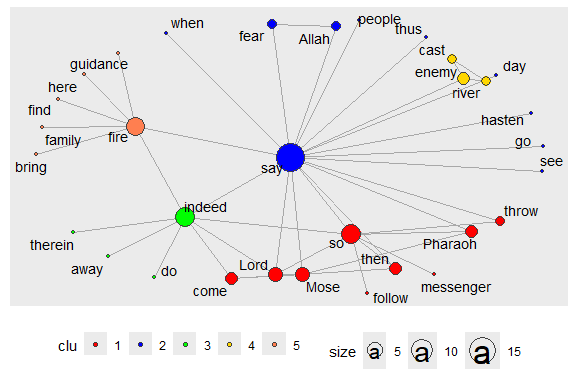 when
people
fear
Allah
thus
cast
guidance
enemy
day
here
river
find
hasten
family
fire
go
bring
say
see
indeed
throw
therein
so
Pharaoh
away
do
Lord
then
come
Mose
messenger
follow
clu 1 2 3 4 5 size a 5 a 10 a 15